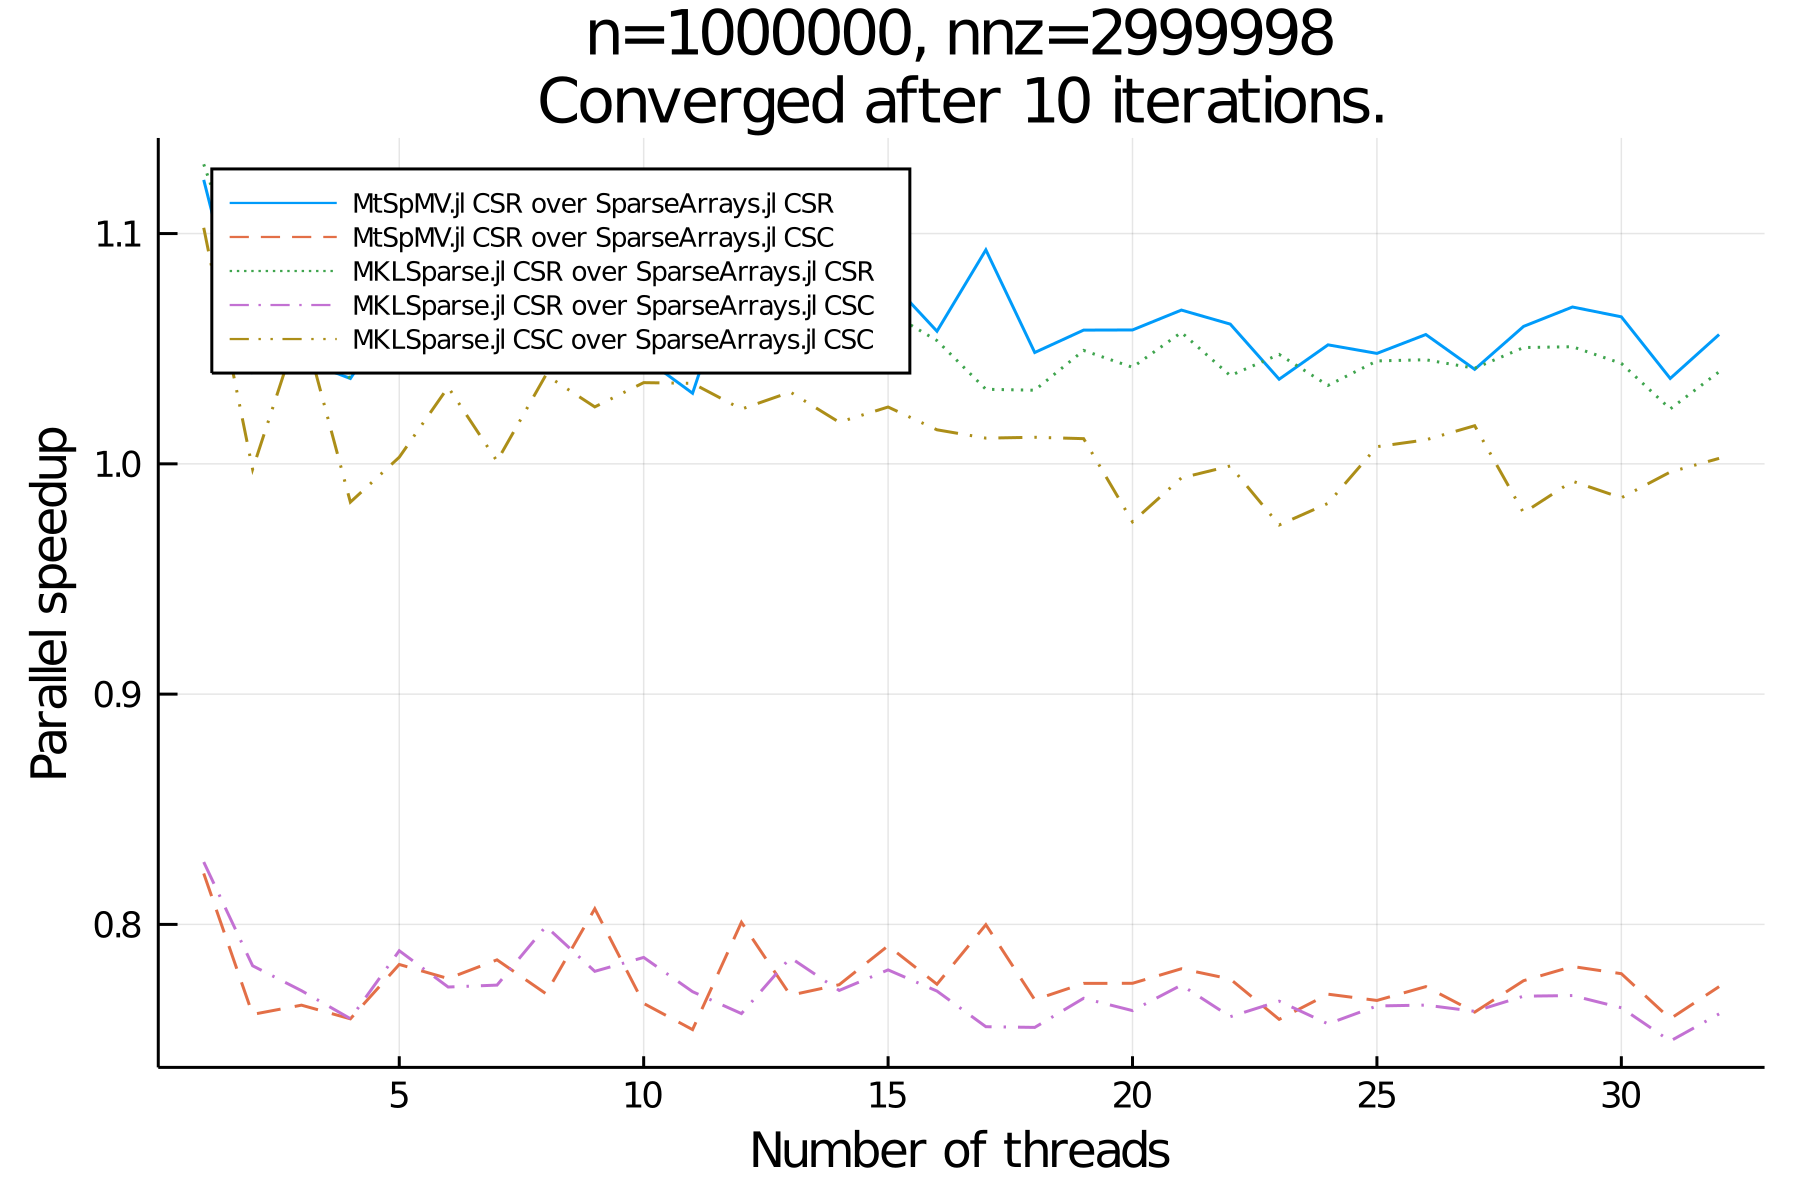 n=1000000, nnz=2999998
Converged after 10 iterations.
MtSpMV.jl CSR over SparseArrays.jl CSR
MtSpMV.jl CSR over SparseArrays.jl CSC
MKLSparse.jl CSR over SparseArrays.jl CSR
MKLSparse.jl CSR over SparseArrays.jl CSC
MKLSparse.jl CSC over SparseArrays.jl CSC
Parallel speedup
1.1
1.0
0.9
0.8
5 10 15 20 25 30
Number of threads